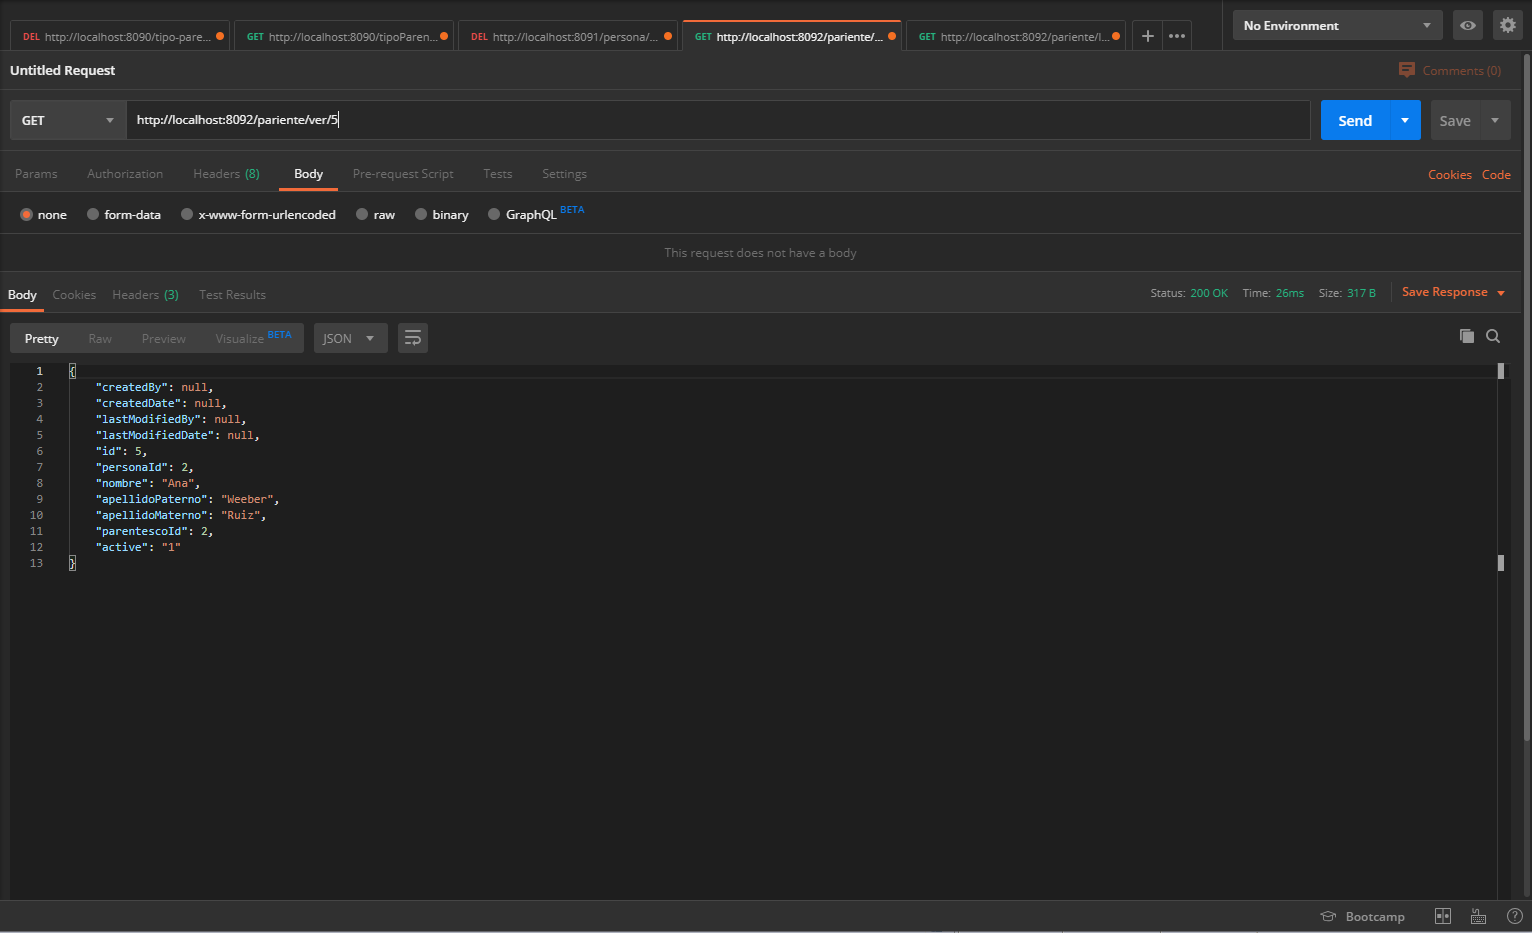 DEL http://localhost:8090/tipo-pare... GET http://localhost:8090/tipoParen... DEL http://localhost:8091/persona/... GET http://localhost:8092/pariente/... GET http://localhost:8092/pariente/l... + ••• No Environment
Untitled Request Comments (0)
GET http://localhost:8092/pariente/ver/5 Send Save
Params Authorization Headers (8) Body Pre-request Script Tests Settings Cookies Code
none form-data x-www-form-urlencoded raw binary GraphQL BETA
This request does not have a body
Body Cookies Headers (3) Test Results Status: 200 OK Time: 26ms Size: 317 B Save Response
Pretty Raw Preview Visualize BETA JSON
1 {
2 "createdBy": null,
3 "createdDate": null,
4 "lastModifiedBy": null,
5 "lastModifiedDate": null,
6 "id": 5,
7 "personaId": 2,
8 "nombre": "Ana",
9 "apellidoPaterno": "Weeber",
10 "apellidoMaterno": "Ruiz",
11 "parentescoId": 2,
12 "active": "1"
13 }
Bootcamp